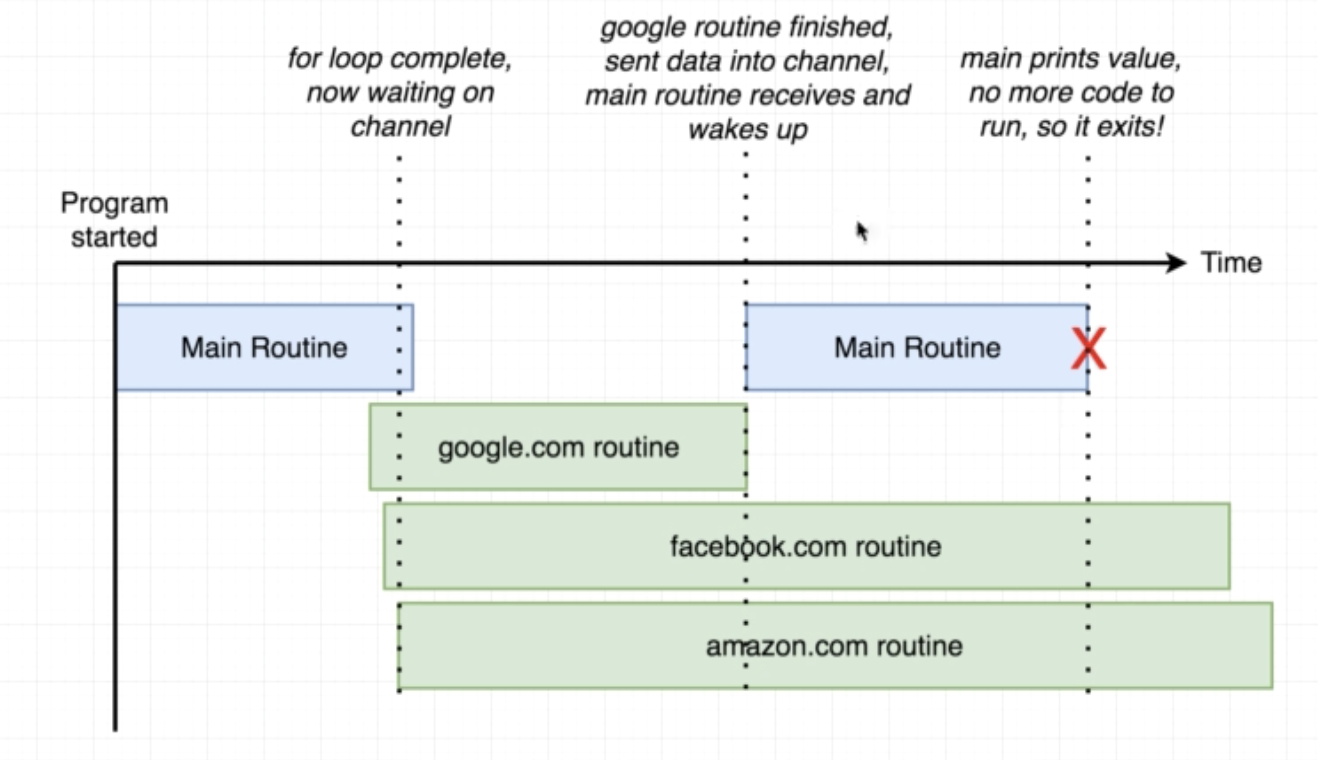 for loop complete,
now waiting on
channel
google routine finished,
sent data into channel,
main routine receives and
wakes up
main prints value,
no more code to
run, so it exits!
Program
started
Time
Main Routine
Main Routine
X
google.com routine
facebook.com routine
amazon.com routine